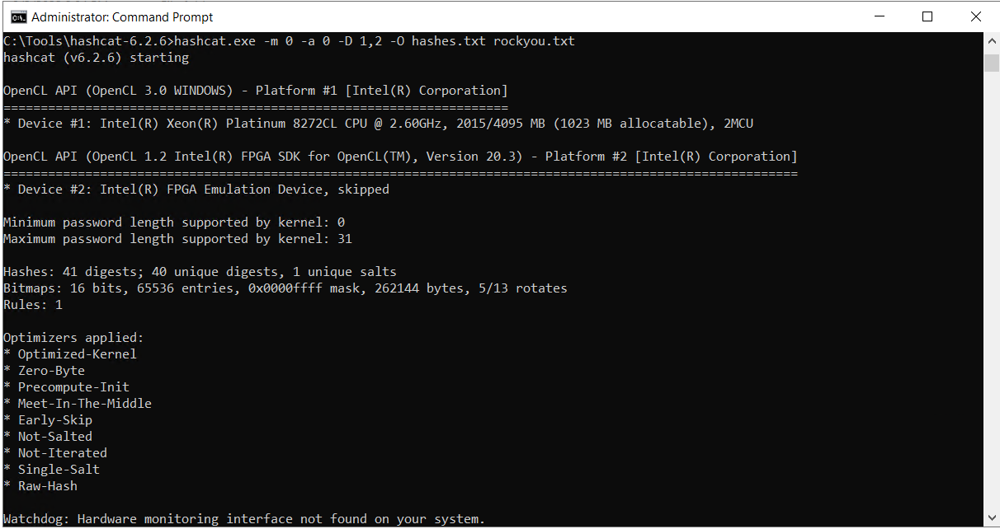 Administrator: Command Prompt
C:\Tools\hashcat-6.2.6>hashcat.exe -m 0 -a 0 -D 1,2 -O hashes.txt rockyou.txt
hashcat (v6.2.6) starting
OpenCL API (OpenCL 3.0 WINDOWS) - Platform #1 [Intel(R) Corporation]
====================================================================
* Device #1: Intel(R) Xeon(R) Platinum 8272CL CPU @ 2.60GHz, 2015/4095 MB (1023 MB allocatable), 2MCU
OpenCL API (OpenCL 1.2 Intel(R) FPGA SDK for OpenCL(TM), Version 20.3) - Platform #2 [Intel(R) Corporation]
===========================================================================================================
* Device #2: Intel(R) FPGA Emulation Device, skipped
Minimum password length supported by kernel: 0
Maximum password length supported by kernel: 31
Hashes: 41 digests; 40 unique digests, 1 unique salts
Bitmaps: 16 bits, 65536 entries, 0x0000ffff mask, 262144 bytes, 5/13 rotates
Rules: 1
Optimizers applied:
* Optimized-Kernel
* Zero-Byte
* Precompute-Init
* Meet-In-The-Middle
* Early-Skip
* Not-Salted
* Not-Iterated
* Single-Salt
* Raw-Hash
Watchdog: Hardware monitoring interface not found on your system.